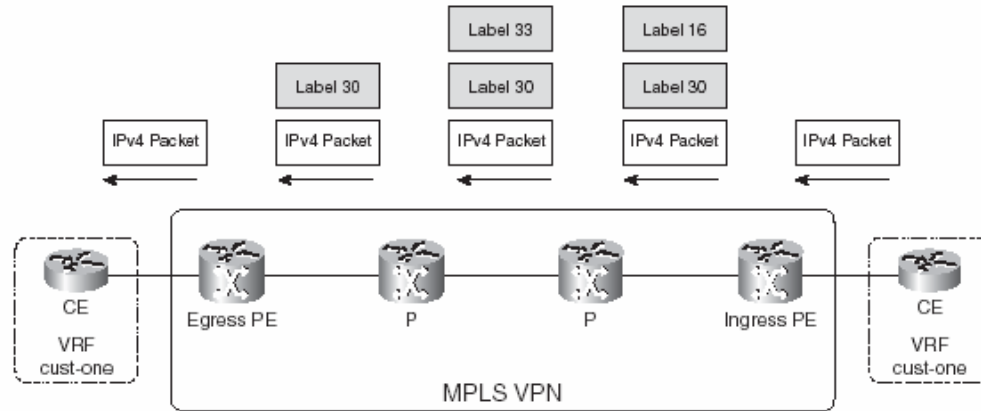 Label 33
Label 16
Label 30
Label 30
Label 30
IPv4 Packet
IPv4 Packet
IPv4 Packet
IPv4 Packet
IPv4 Packet
CE
VRF
cust-one
Egress PE
P
P
Ingress PE
CE
VRF
cust-one
MPLS VPN